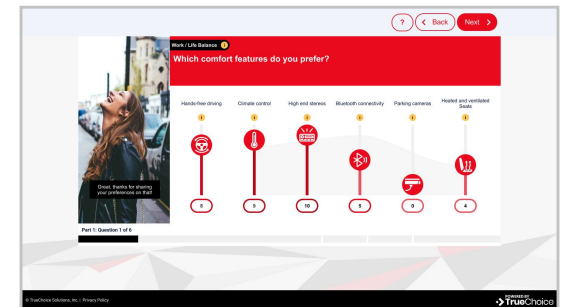 ?
Back
Next
Work / Life Balance
Which comfort features do you prefer?
Hands-free driving
Climate control
High end stereos
Bluetooth connectivity
Parking cameras
Heated and ventilated
Seats
Great, thanks for sharing
your preferences on that!
8
9
10
5
0
4
Part 1: Question 1 of 6
© TrueChoice Solutions, Inc. | Privacy Policy
POWERED BY
TrueChoice